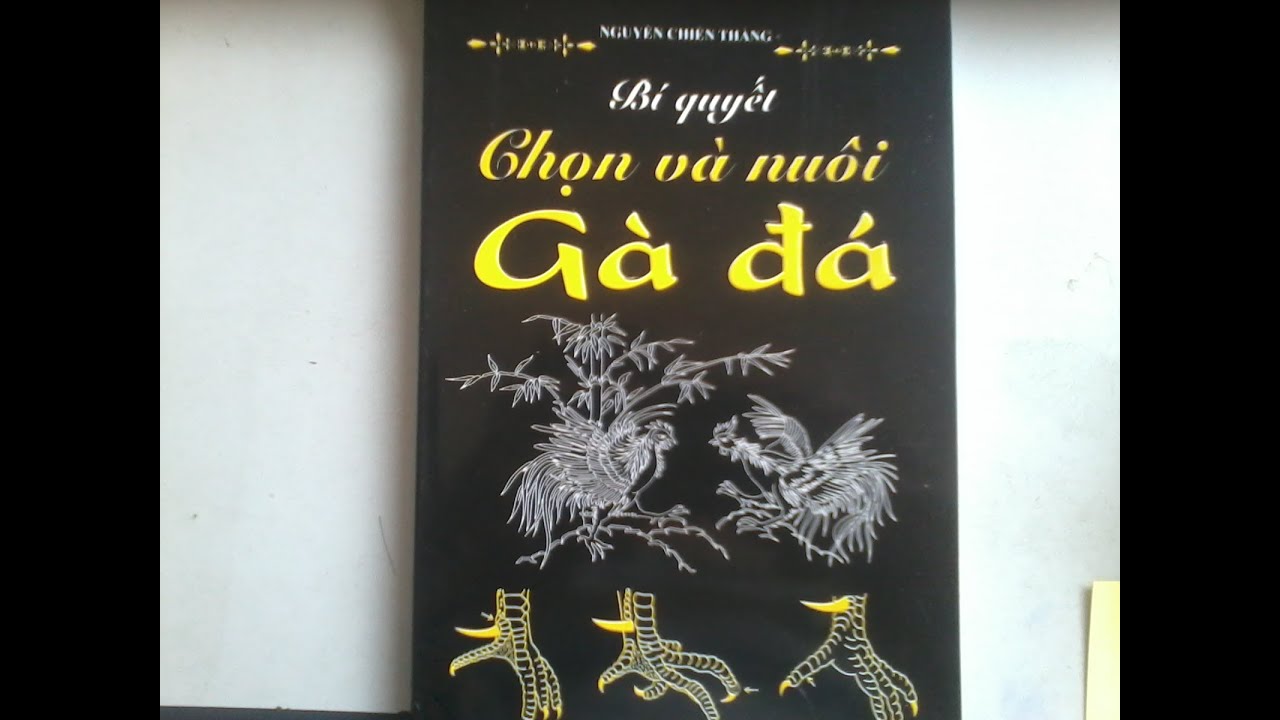 NGUYỄN CHIẾN THẮNG
Bí quyết
Chọn và nuôi
Gà đá